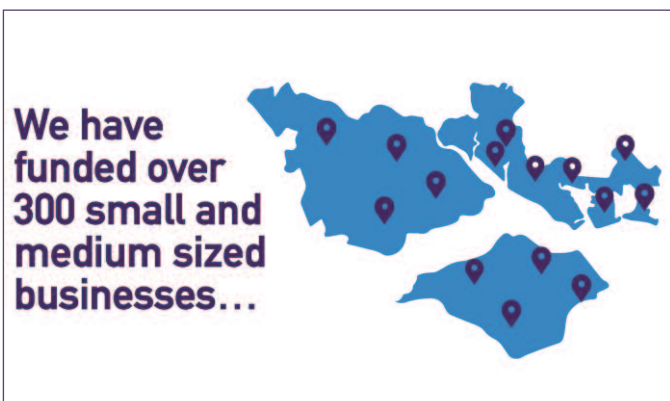 We have
funded over
300 small and
medium sized
businesses…